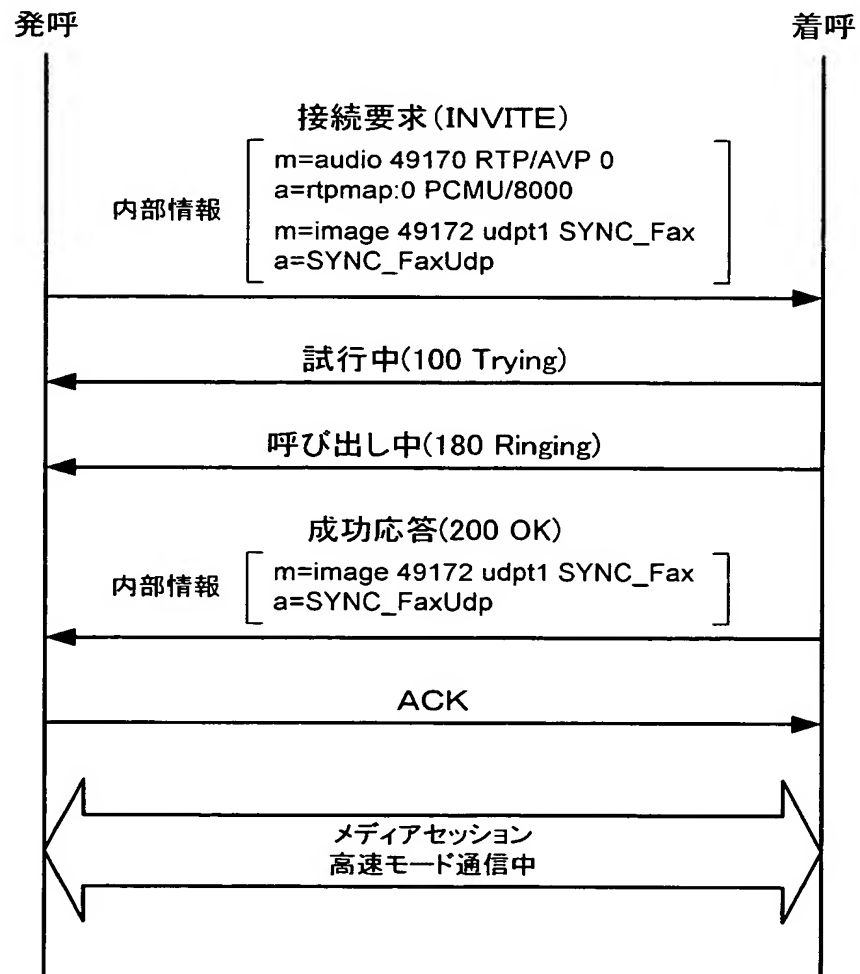 発呼
着呼
接続要求(INVITE)
内部情報
m=audio 49170 RTP/AVP 0
a=rtpmap:0 PCMU/8000
m=image 49172 udpt1 SYNC_Fax
a=SYNC_FaxUdp
試行中(100 Trying)
呼び出し中(180 Ringing)
成功応答(200 OK)
内部情報
m=image 49172 udpt1 SYNC_Fax
a=SYNC_FaxUdp
ACK
メディアセッション
高速モード通信中